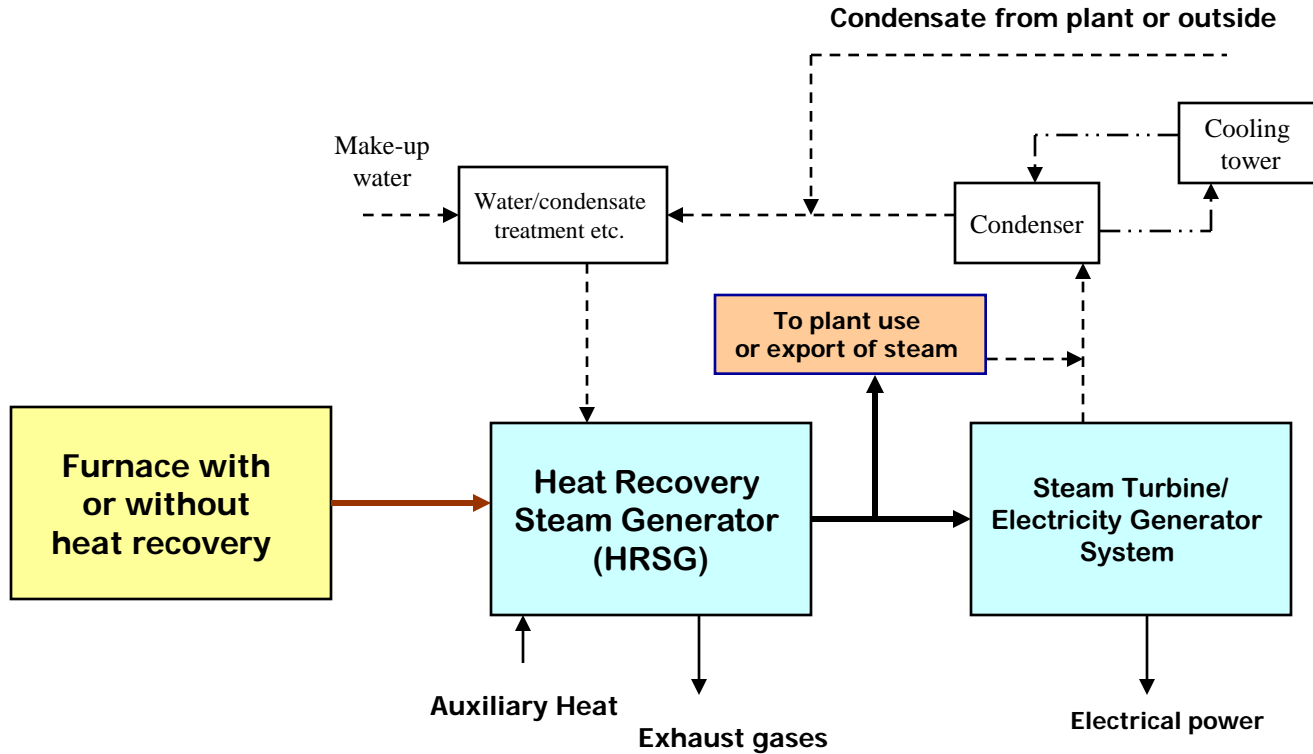 Condensate from plant or outside
Cooling
tower
Make-up
water
Water/condensate
treatment etc.
Condenser
To plant use
or export of steam
Furnace with
or without
heat recovery
Heat Recovery
Steam Generator
(HRSG)
Steam Turbine/
Electricity Generator
System
Auxiliary Heat
Exhaust gases
Electrical power